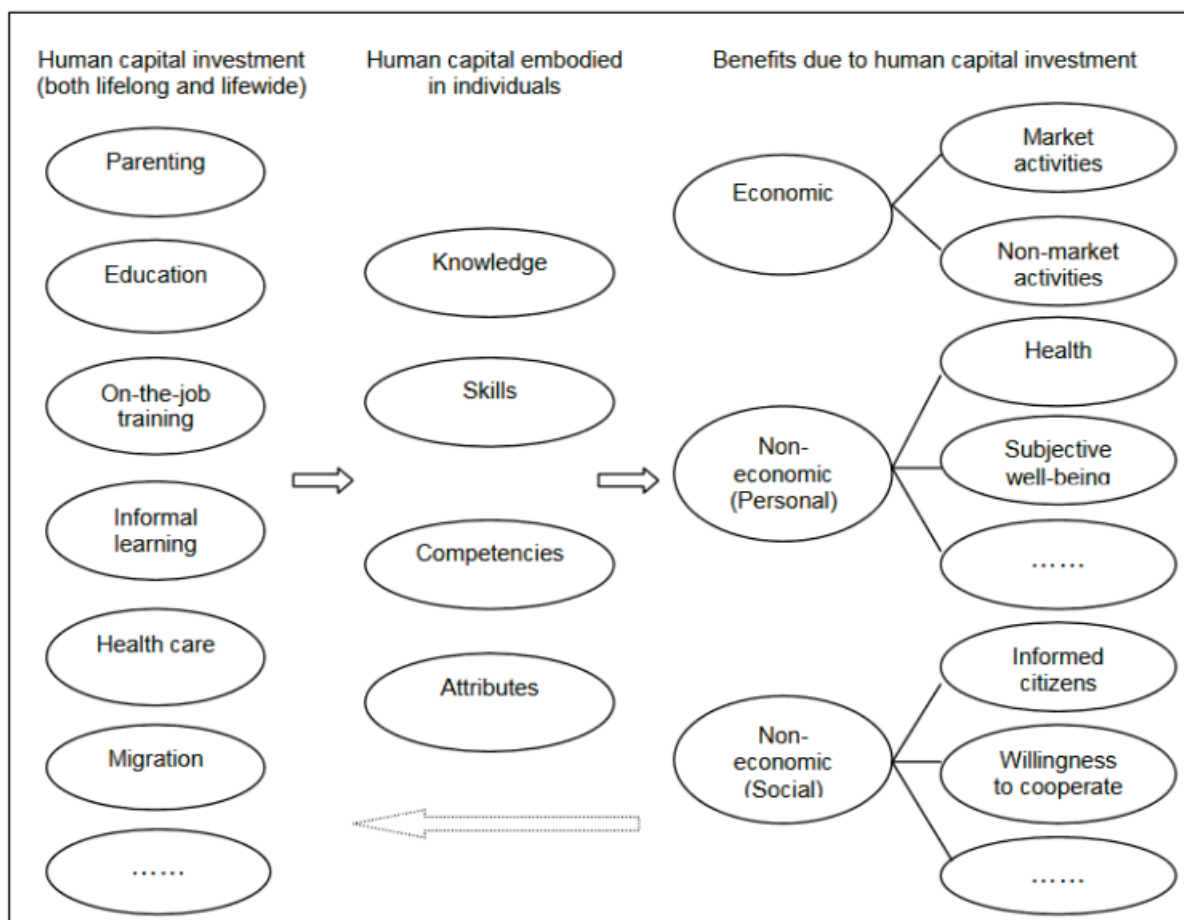 Human capital investment
(both lifelong and lifewide)
Parenting
Education
On-the-job
training
Informal
learning
Health care
Migration
……
Human capital embodied
in individuals
Knowledge
Skills
Competencies
Attributes
Benefits due to human capital investment
Economic
Market
activities
Non-market
activities
Non-
economic
(Personal)
Health
Subjective
well-being
……
Non-
economic
(Social)
Informed
citizens
Willingness
to cooperate
……